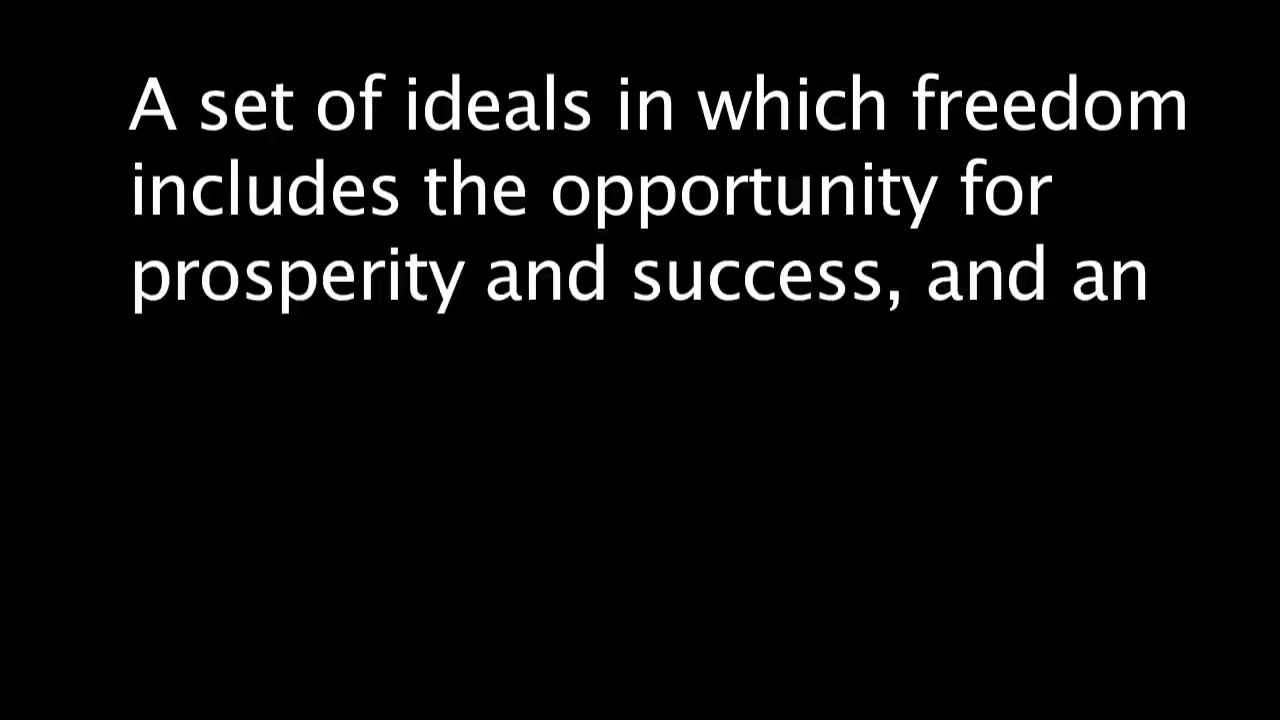 A set of ideals in which freedom
includes the opportunity for
prosperity and success, and an